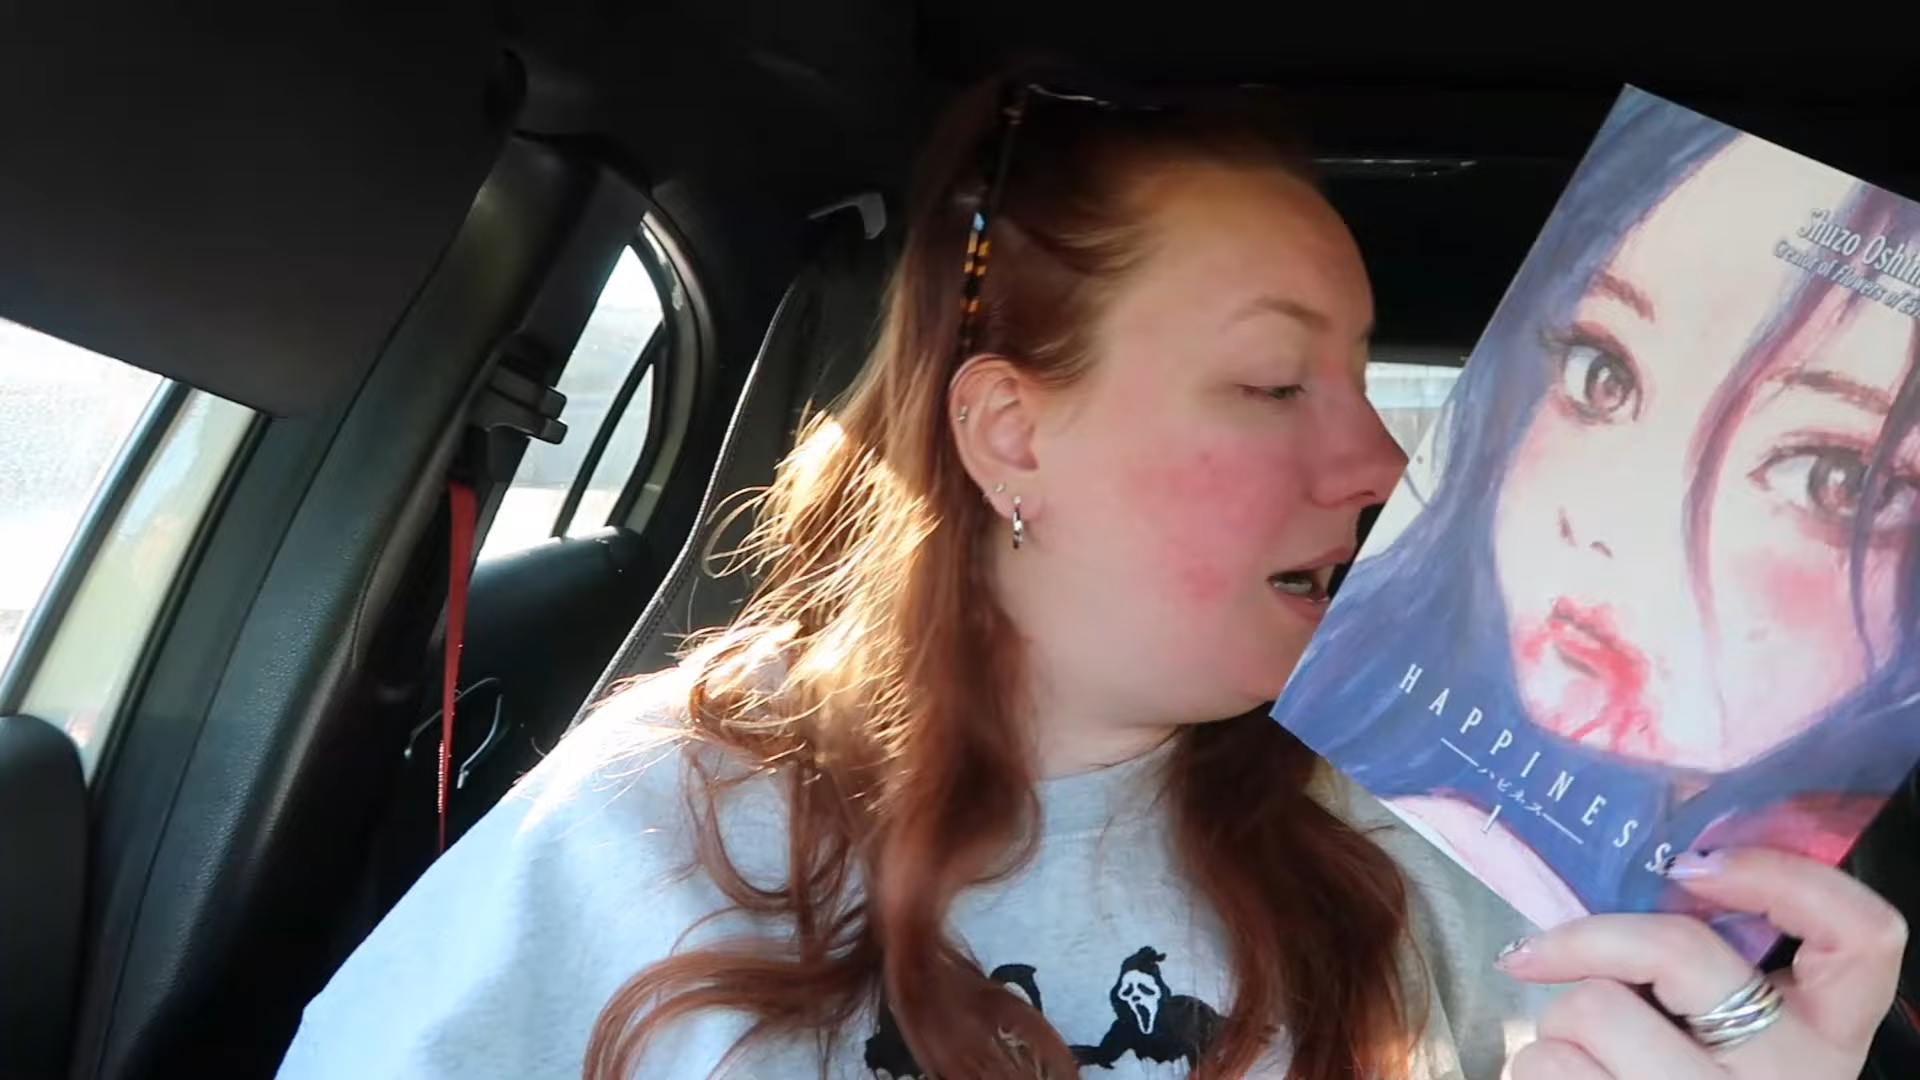 Shuzo
Creator of Flowers of
HAPPINESS
ハピネス
1